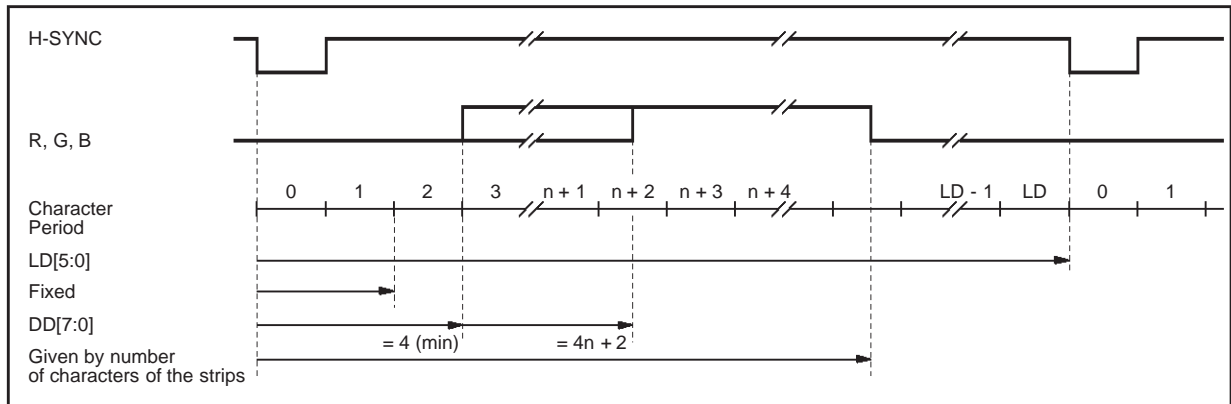 H-SYNC
R, G, B
0 1 2 3 n + 1 n + 2 n + 3 n + 4 LD - 1 LD 0 1
Character
Period
LD[5:0]
Fixed
DD[7:0]
= 4 (min) = 4n + 2
Given by number
of characters of the strips